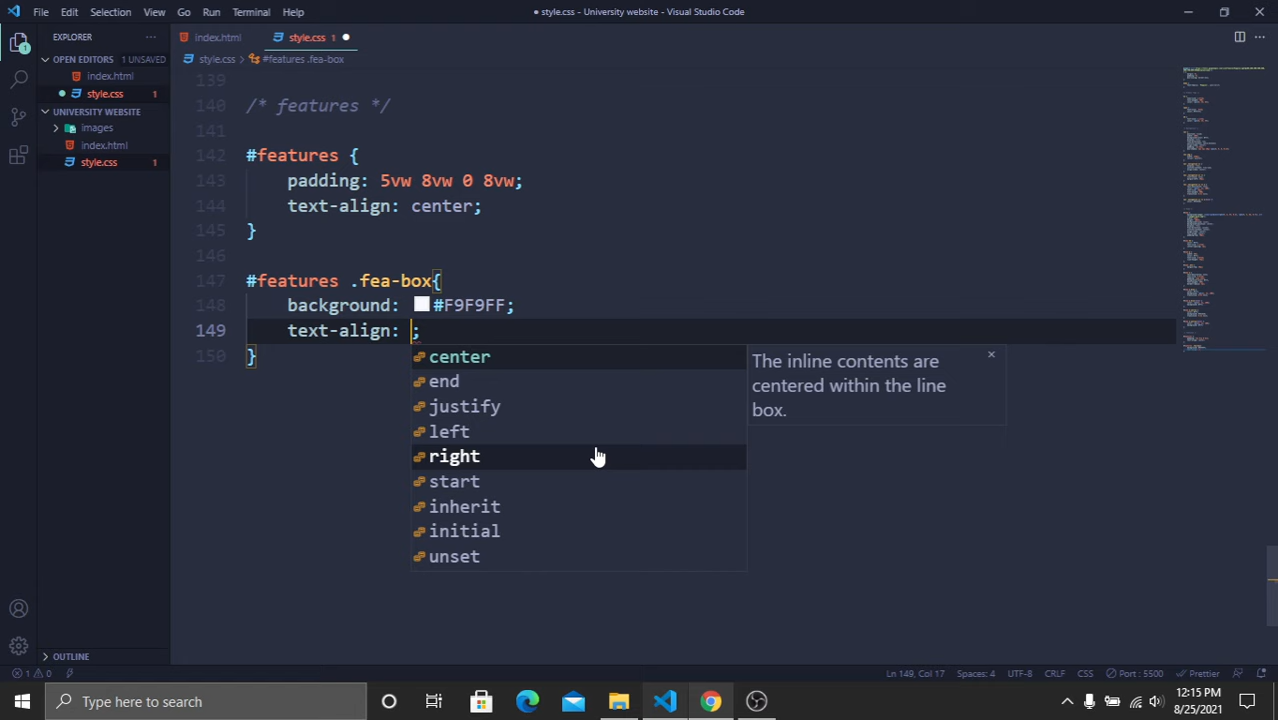 File Edit Selection View Go Run Terminal Help
● style.css - University website - Visual Studio Code
EXPLORER ...
index.html
style.css 1 ●
OPEN EDITORS 1 UNSAVED
style.css > #features .fea-box
index.html
● style.css 1
UNIVERSITY WEBSITE
images
index.html
style.css 1
139
140 /* features */
141
142 #features {
143 padding: 5vw 8vw 0 8vw;
144 text-align: center;
145 }
146
147 #features .fea-box{
148 background: #F9F9FF;
149 text-align: ;
150 }
center
end
justify
left
right
start
inherit
initial
unset
The inline contents are
centered within the line
box.
1
OUTLINE
1 0
Ln 149, Col 17 Spaces: 4 UTF-8 CRLF CSS Port : 5500 Prettier
Type here to search
12:15 PM
8/25/2021